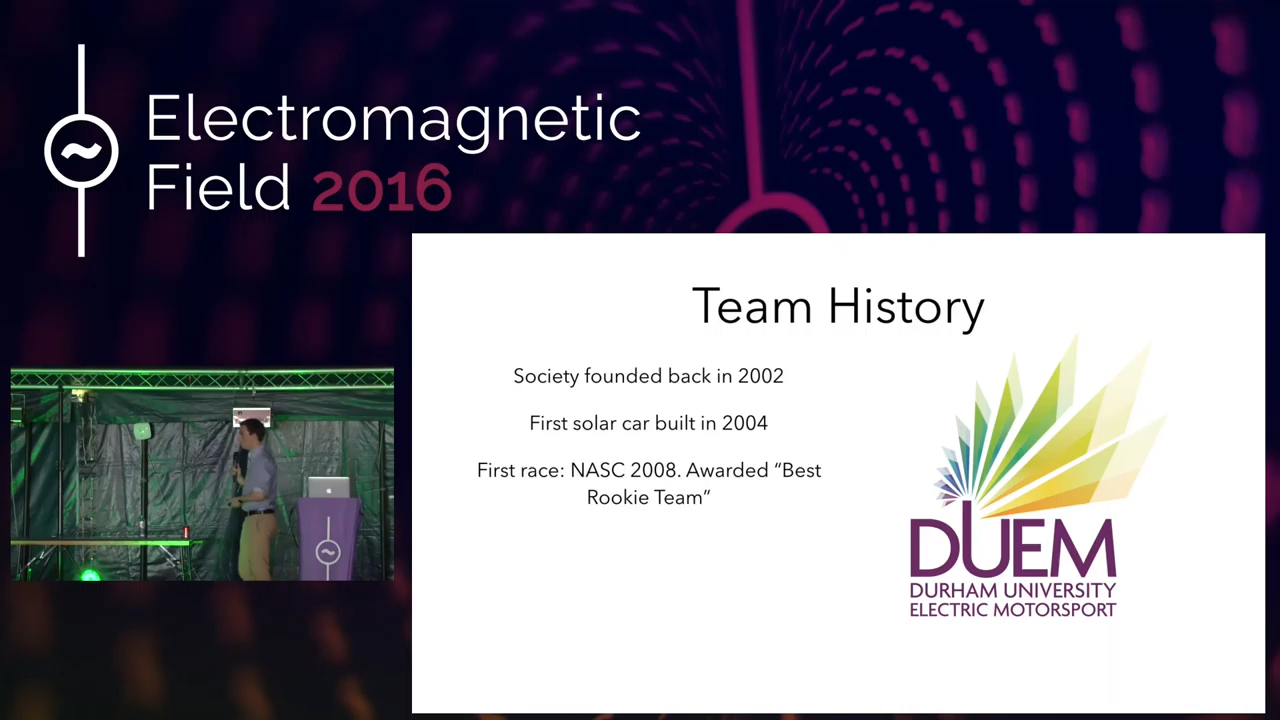 Electromagnetic
Field 2016
Team History
Society founded back in 2002
First solar car built in 2004
First race: NASC 2008. Awarded “Best
Rookie Team”
DUEM
DURHAM UNIVERSITY
ELECTRIC MOTORSPORT